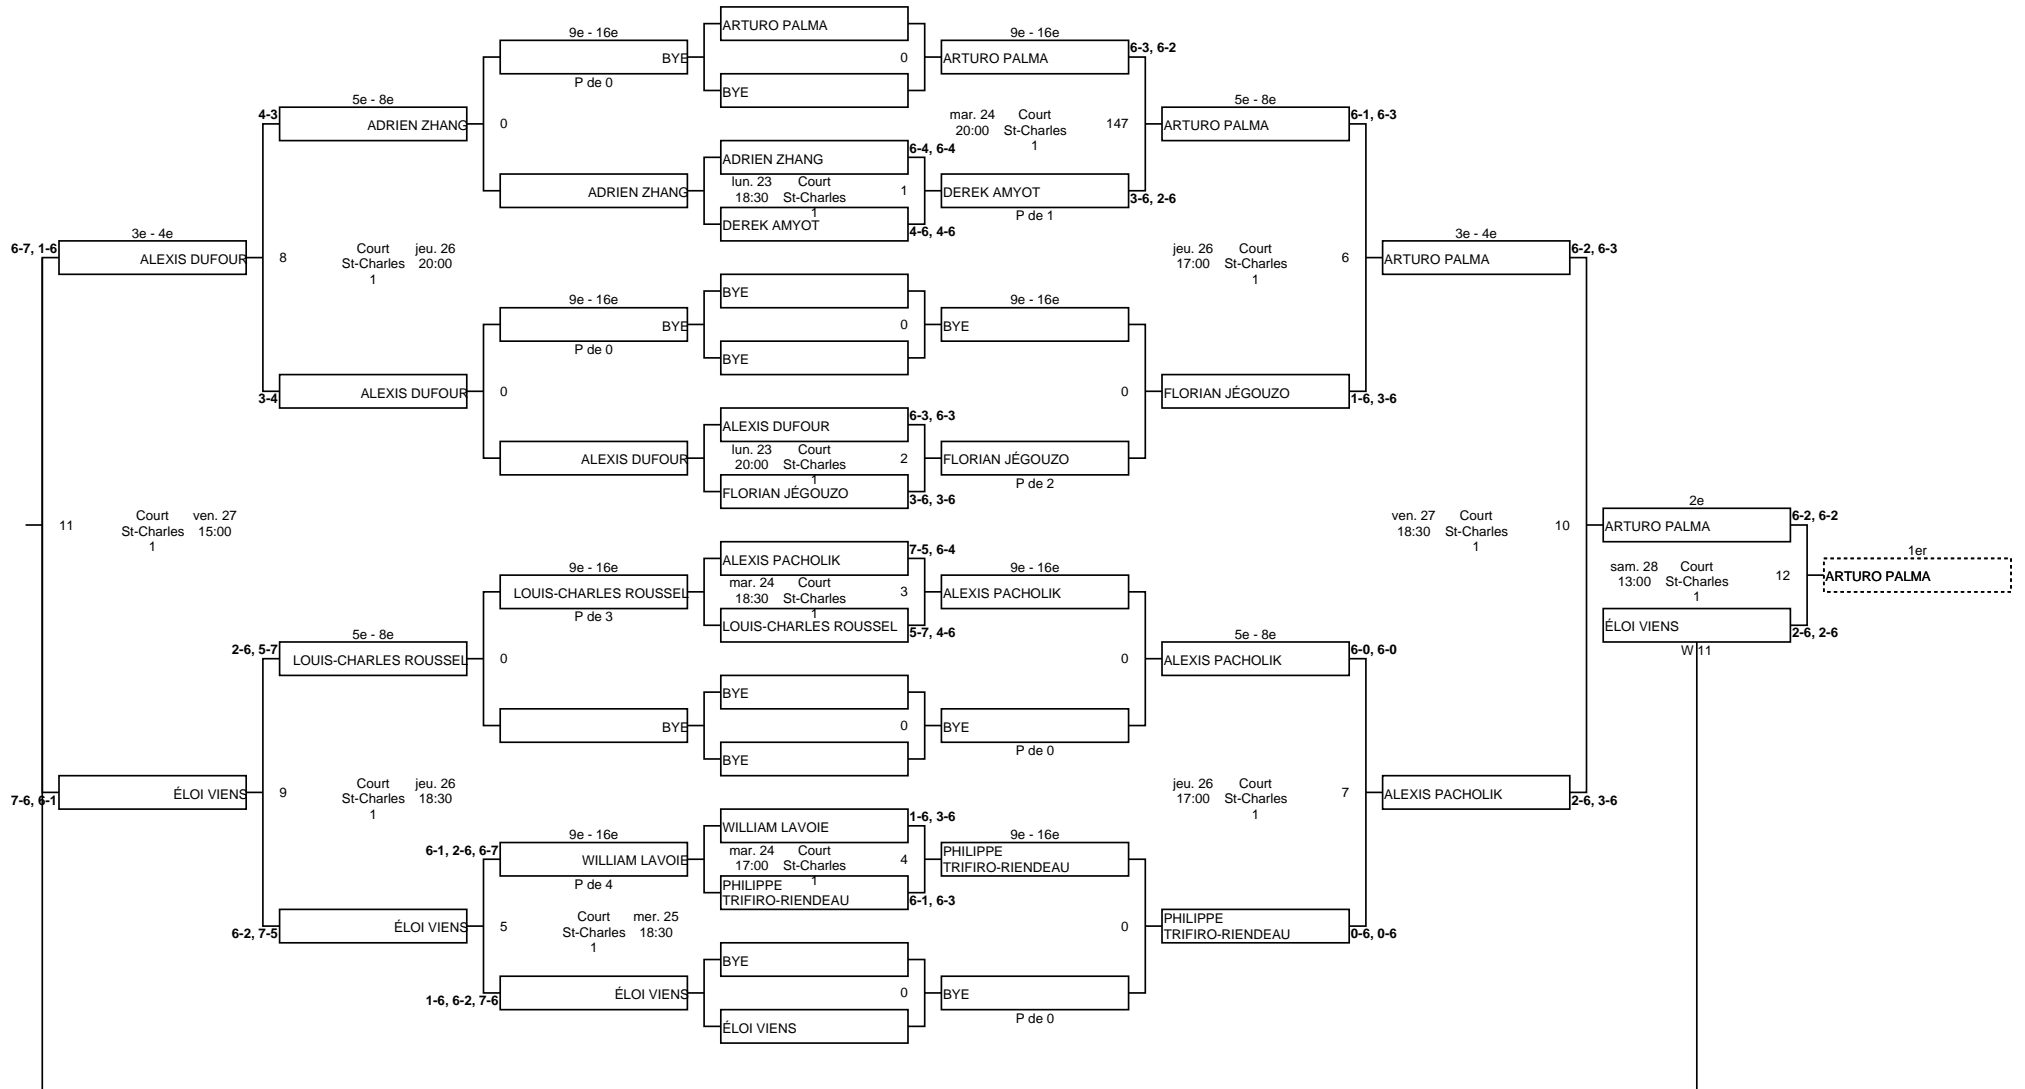 9e - 16e
ARTURO PALMA
9e - 16e
6-3, 6-2
BYE
0
ARTURO PALMA
P de 0
BYE
5e - 8e
5e - 8e
4-3
ADRIEN ZHANG
0
mar. 24 Court
20:00 St-Charles
1
147
ARTURO PALMA
6-1, 6-3
ADRIEN ZHANG
6-4, 6-4
ADRIEN ZHANG
lun. 23 Court
18:30 St-Charles
1
1
DEREK AMYOT
3-6, 2-6
P de 1
DEREK AMYOT
4-6, 4-6
3e - 4e
3e - 4e
6-7, 1-6
ALEXIS DUFOUR
8
Court jeu. 26
St-Charles 20:00
1
jeu. 26 Court
17:00 St-Charles
1
6
ARTURO PALMA
6-2, 6-3
9e - 16e
BYE
9e - 16e
BYE
0
BYE
P de 0
BYE
3-4
ALEXIS DUFOUR
0
0
FLORIAN JÉGOUZO
1-6, 3-6
ALEXIS DUFOUR
6-3, 6-3
ALEXIS DUFOUR
lun. 23 Court
20:00 St-Charles
1
2
FLORIAN JÉGOUZO
P de 2
FLORIAN JÉGOUZO
3-6, 3-6
11
Court ven. 27
St-Charles 15:00
1
ven. 27 Court
18:30 St-Charles
1
10
2e
ARTURO PALMA
6-2, 6-2
sam. 28 Court
13:00 St-Charles
1
12
1er
ARTURO PALMA
ÉLOI VIENS
2-6, 2-6
W 11
9e - 16e
ALEXIS PACHOLIK
7-5, 6-4
9e - 16e
LOUIS-CHARLES ROUSSEL
mar. 24 Court
18:30 St-Charles
1
3
ALEXIS PACHOLIK
P de 3
LOUIS-CHARLES ROUSSEL
5-7, 4-6
5e - 8e
5e - 8e
2-6, 5-7
LOUIS-CHARLES ROUSSEL
0
0
ALEXIS PACHOLIK
6-0, 6-0
BYE
BYE
0
BYE
P de 0
BYE
7-6, 6-1
ÉLOI VIENS
9
Court jeu. 26
St-Charles 18:30
1
jeu. 26 Court
17:00 St-Charles
1
7
ALEXIS PACHOLIK
2-6, 3-6
9e - 16e
WILLIAM LAVOIE
1-6, 3-6
9e - 16e
6-1, 2-6, 6-7
WILLIAM LAVOIE
mar. 24 Court
17:00 St-Charles
1
4
PHILIPPE
TRIFIRO-RIENDEAU
P de 4
PHILIPPE
TRIFIRO-RIENDEAU
6-1, 6-3
6-2, 7-5
ÉLOI VIENS
5
Court mer. 25
St-Charles 18:30
1
0
PHILIPPE
TRIFIRO-RIENDEAU
0-6, 0-6
BYE
1-6, 6-2, 7-6
ÉLOI VIENS
0
BYE
P de 0
ÉLOI VIENS